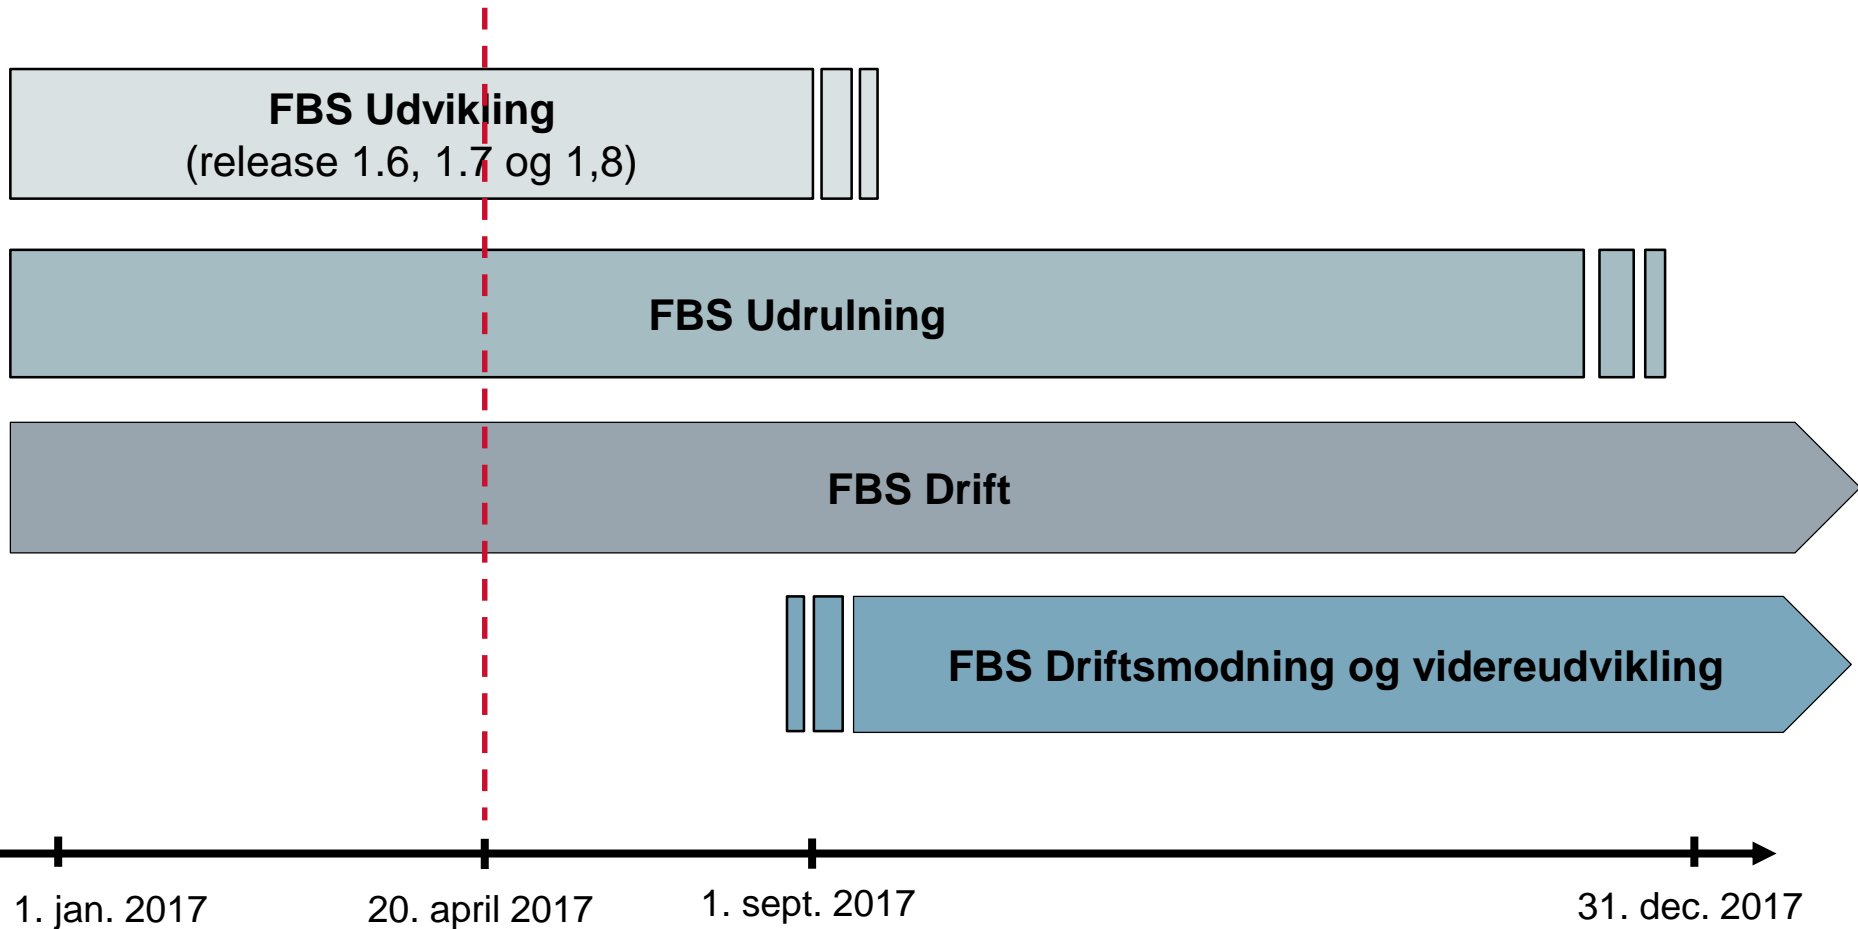 FBS Udvikling
(release 1.6, 1.7 og 1,8)
FBS Udrulning
FBS Drift
FBS Driftsmodning og videreudvikling
1. jan. 2017
20. april 2017
1. sept. 2017
31. dec. 2017